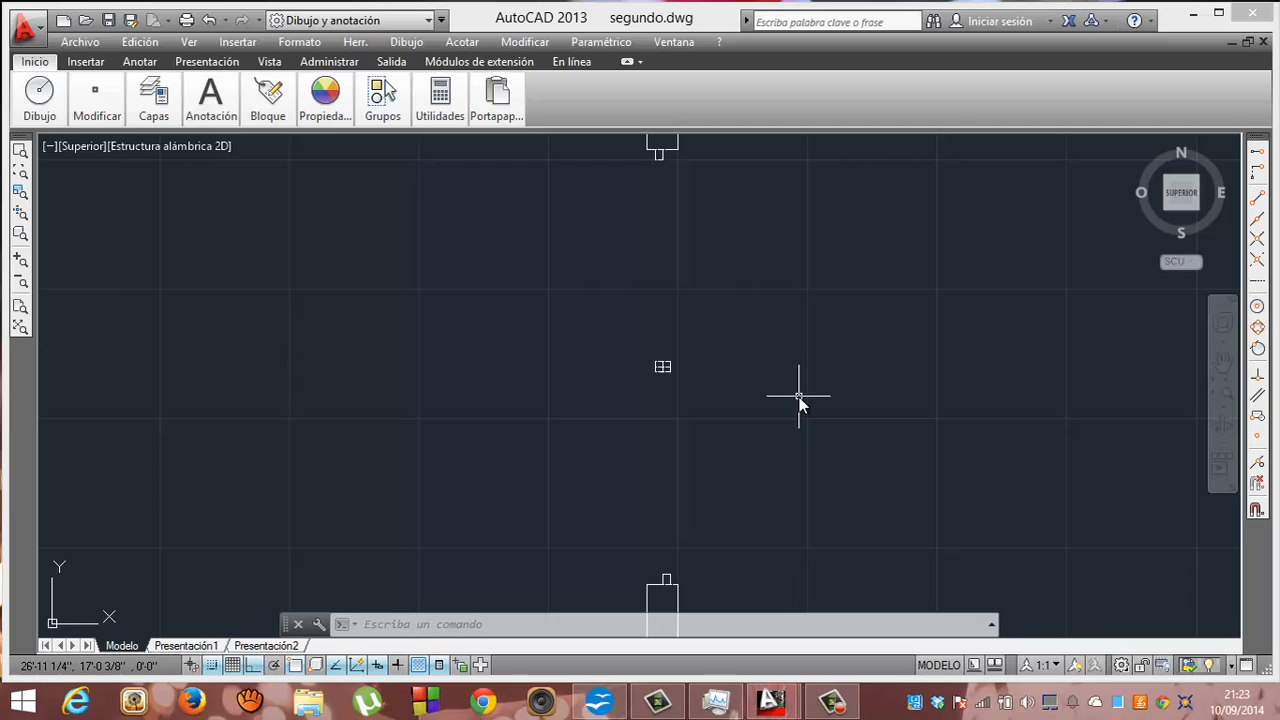 Dibujo y anotación
AutoCAD 2013 segundo.dwg
Escriba palabra clave o frase
Iniciar sesión
Archivo Edición Ver Insertar Formato Herr. Dibujo Acotar Modificar Paramétrico Ventana ?
Inicio Insertar Anotar Presentación Vista Administrar Salida Módulos de extensión En línea
Dibujo Modificar Capas Anotación Bloque Propieda... Grupos Utilidades Portapap...
[−][Superior][Estructura alámbrica 2D]
N
O SUPERIOR E
S
SCU
Y
X
Escriba un comando
Modelo Presentación1 Presentación2
26'-11 1/4", 17'-0 3/8", 0'-0" MODELO 1:1
21:23
10/09/2014